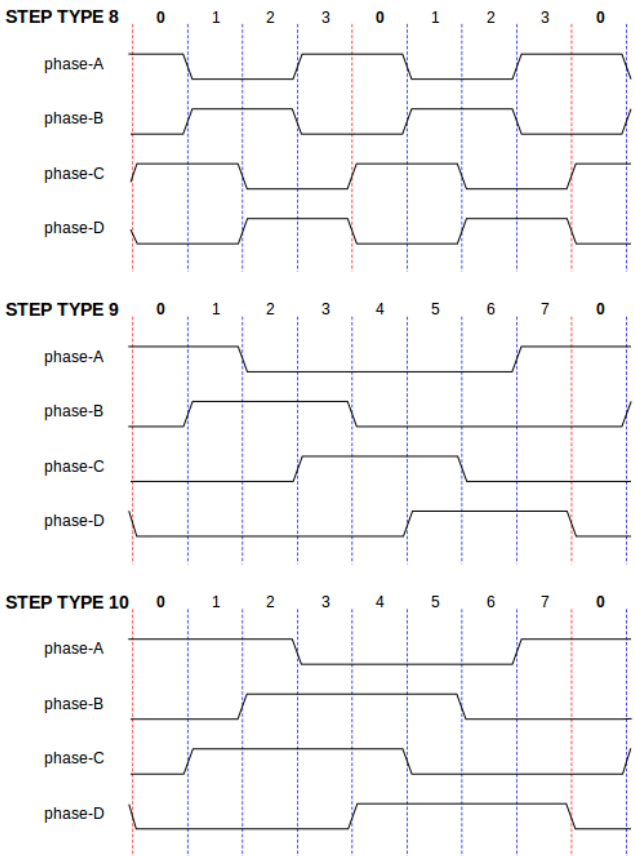 STEP TYPE 8 0 1 2 3 0 1 2 3 0
phase-A
phase-B
phase-C
phase-D
STEP TYPE 9 0 1 2 3 4 5 6 7 0
phase-A
phase-B
phase-C
phase-D
STEP TYPE 10 0 1 2 3 4 5 6 7 0
phase-A
phase-B
phase-C
phase-D